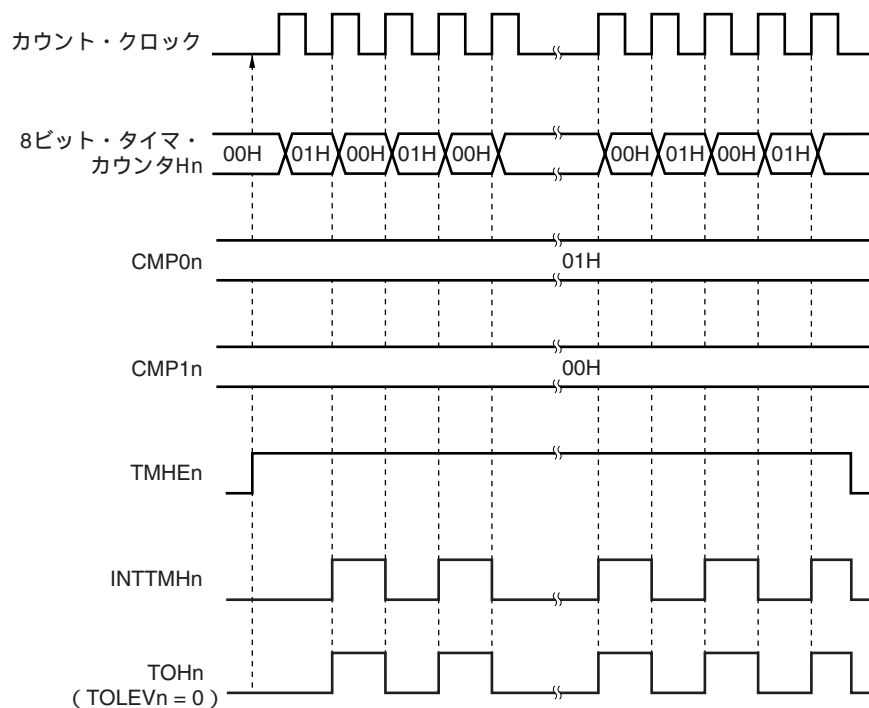 カウント・クロック
8ビット・タイマ・
カウンタHn
00H 01H 00H 01H 00H 00H 01H 00H 01H
CMP0n
01H
CMP1n
00H
TMHEn
INTTMHn
TOHn
（TOLEVn = 0）